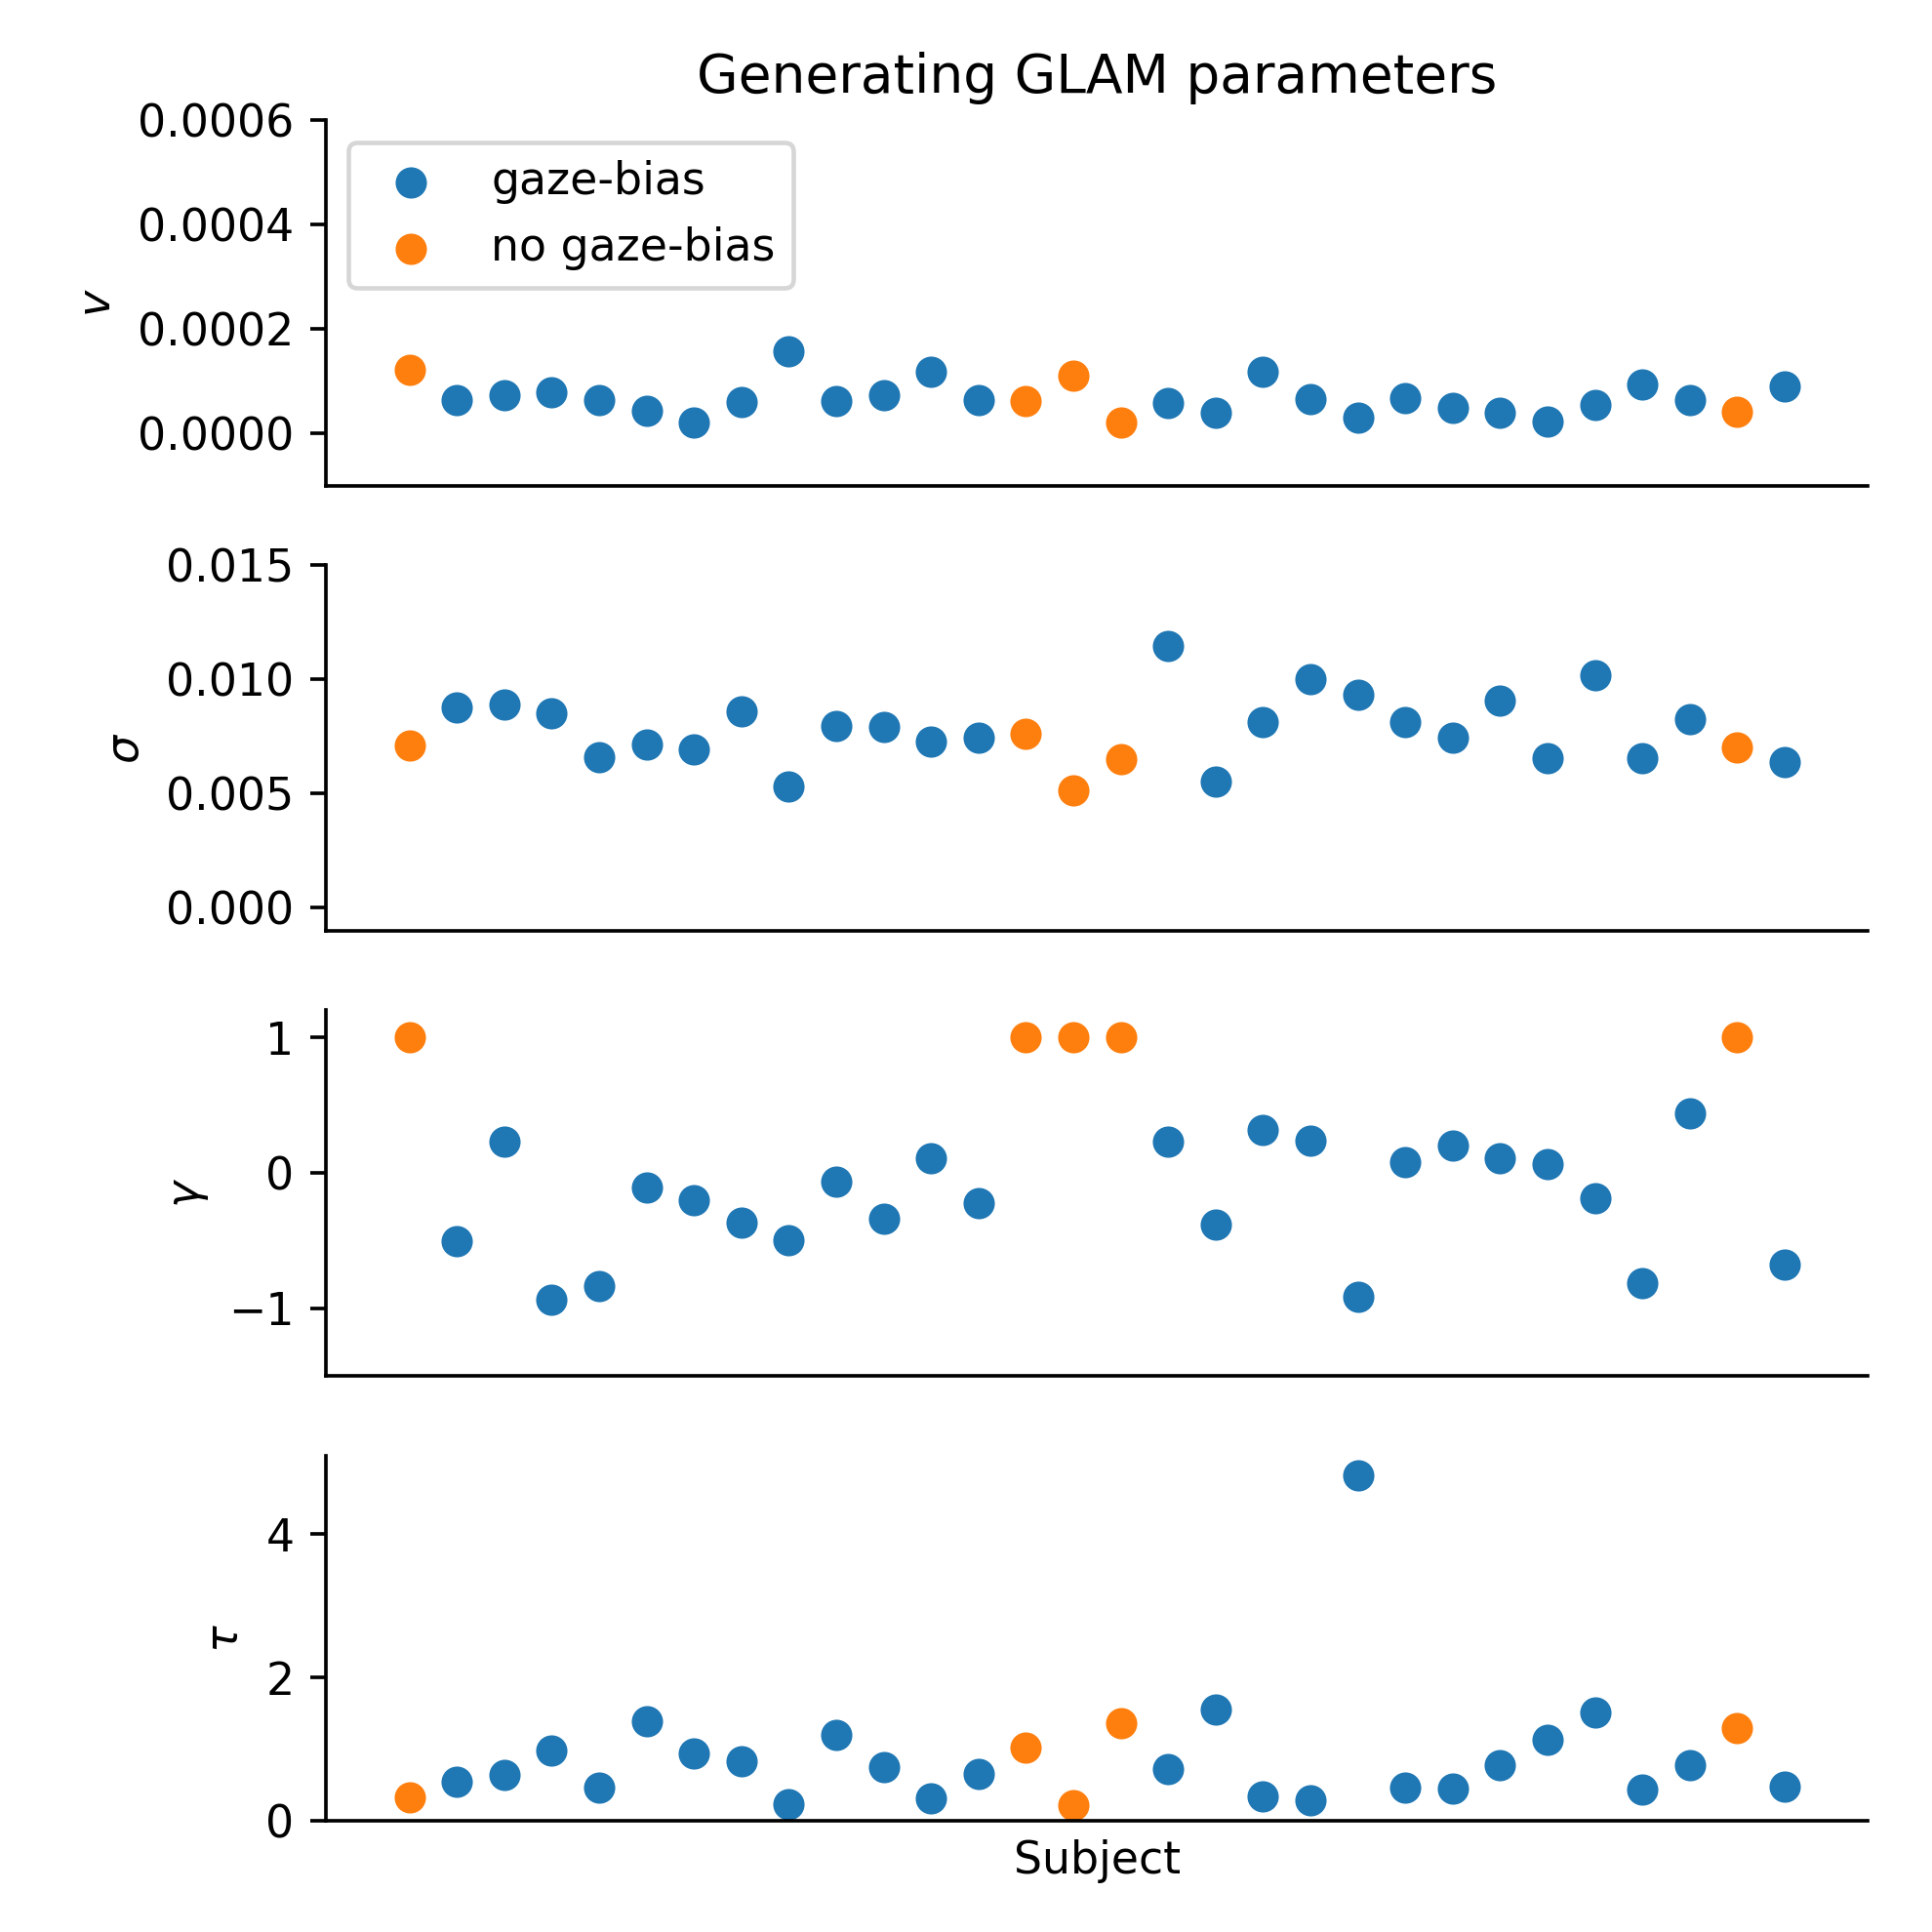 Generating GLAM parameters
0.0006
0.0004
0.0002
0.0000
v
gaze-bias
no gaze-bias
0.015
0.010
0.005
0.000
σ
1
0
−1
γ
4
2
0
τ
Subject